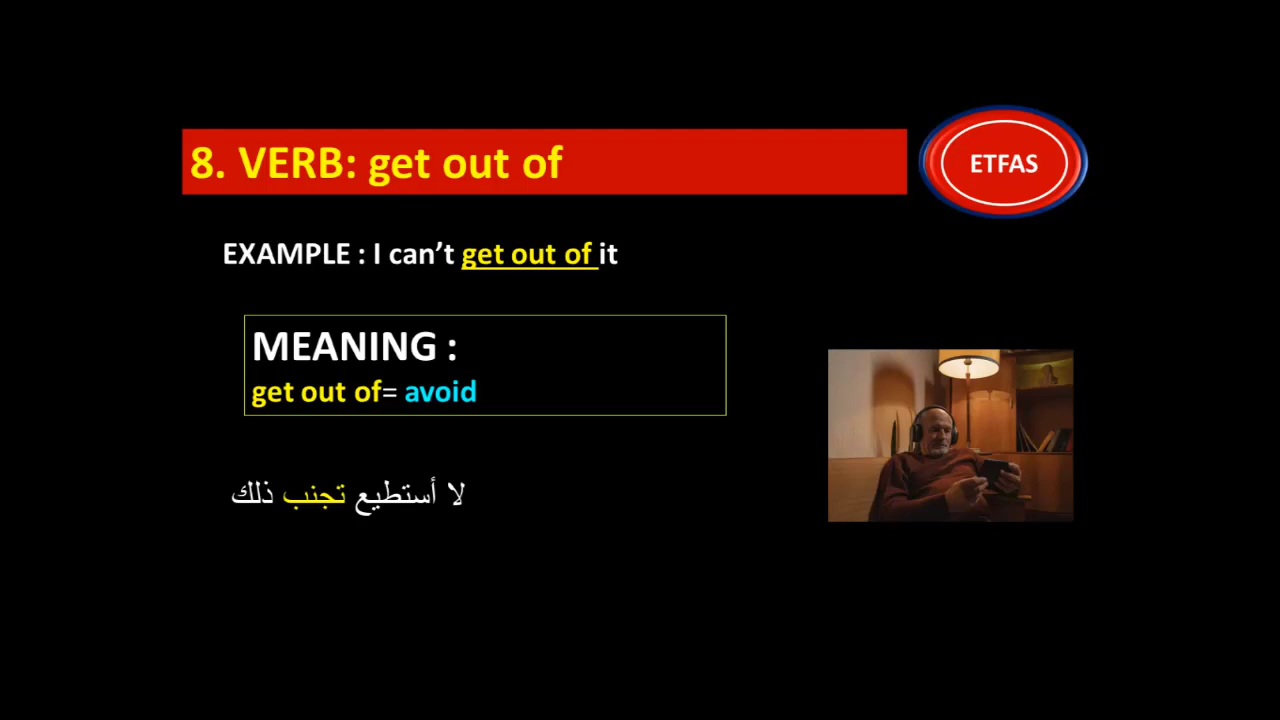 8. VERB: get out of
ETFAS
EXAMPLE : I can’t get out of it
MEANING :
get out of= avoid
لا أستطيع تجنب ذلك